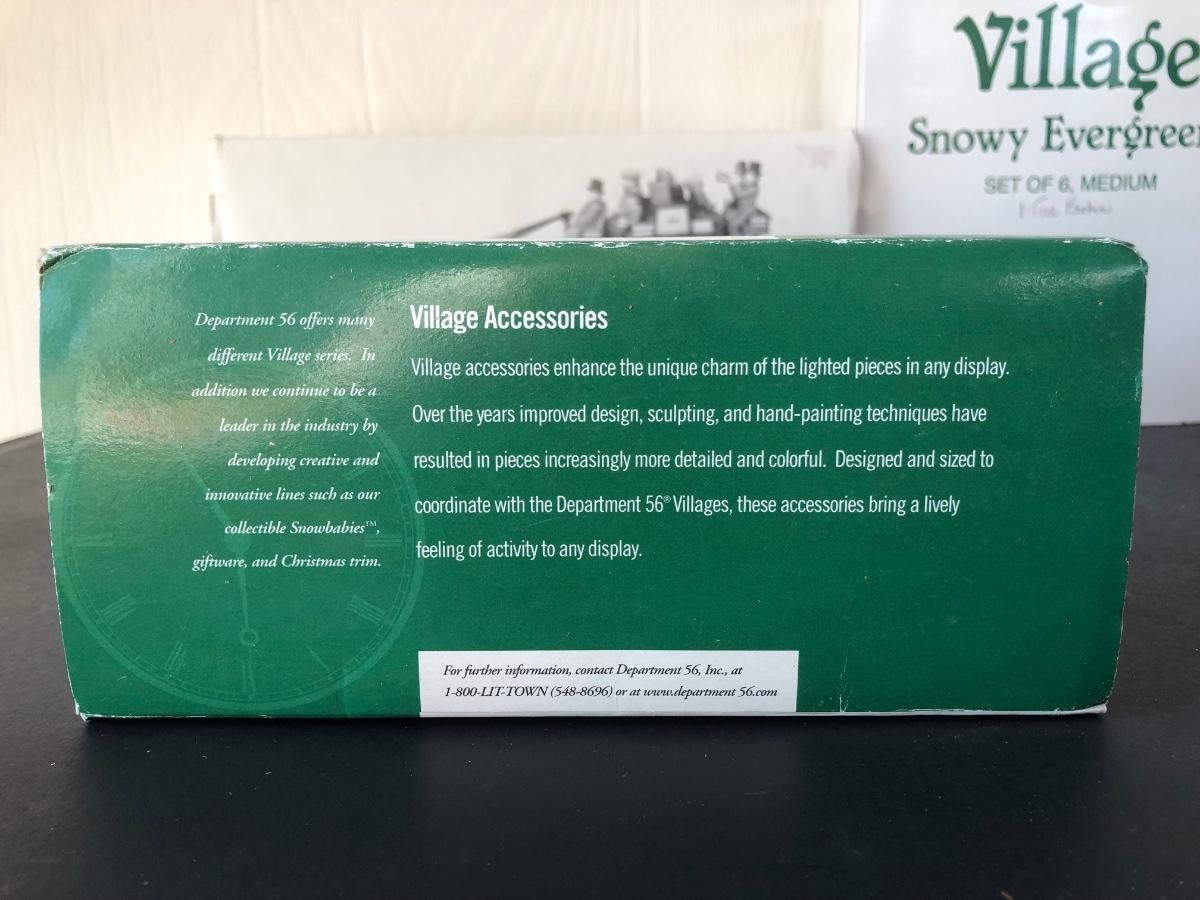 Village
Snowy Evergree
SET OF 6, MEDIUM
Department 56 offers many
different Village series. In
addition we continue to be a
leader in the industry by
developing creative and
innovative lines such as our
collectible Snowbabies™,
giftware, and Christmas trim.
Village Accessories
Village accessories enhance the unique charm of the lighted pieces in any display.
Over the years improved design, sculpting, and hand-painting techniques have
resulted in pieces increasingly more detailed and colorful. Designed and sized to
coordinate with the Department 56® Villages, these accessories bring a lively
feeling of activity to any display.
For further information, contact Department 56, Inc., at
1-800-LIT-TOWN (548-8696) or at www.department 56.com